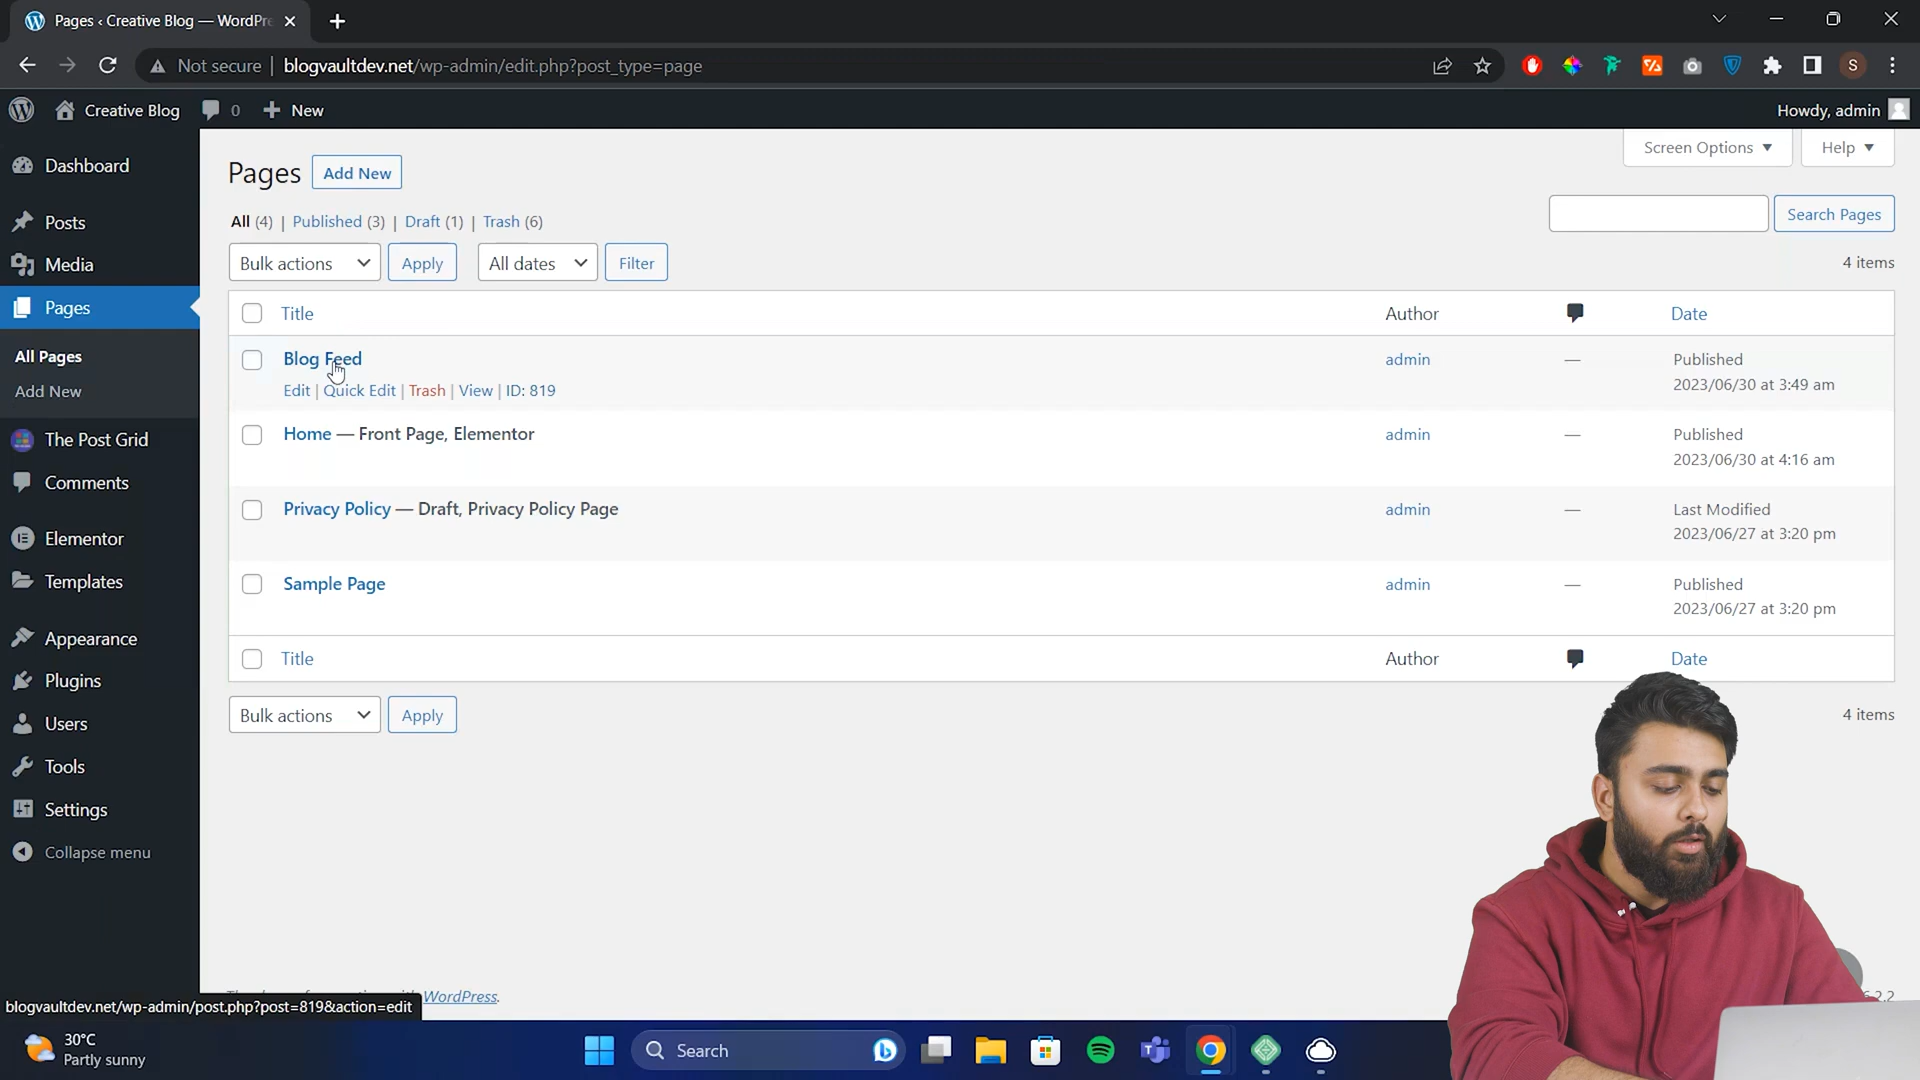 Pages ‹ Creative Blog — WordPre
Not secure | blogvaultdev.net/wp-admin/edit.php?post_type=page
S
Creative Blog 0 New
Howdy, admin
Dashboard
Posts
Media
Pages
All Pages
Add New
The Post Grid
Comments
Elementor
Templates
Appearance
Plugins
Users
Tools
Settings
Collapse menu
Screen Options
Help
Pages Add New
All (4) | Published (3) | Draft (1) | Trash (6)
Search Pages
Bulk actions Apply All dates Filter
4 items
Title Author Date
Blog Feed admin — Published
Edit | Quick Edit | Trash | View | ID: 819 2023/06/30 at 3:49 am
Home — Front Page, Elementor admin — Published
2023/06/30 at 4:16 am
Privacy Policy — Draft, Privacy Policy Page admin — Last Modified
2023/06/27 at 3:20 pm
Sample Page admin — Published
2023/06/27 at 3:20 pm
Title Author Date
Bulk actions Apply
4 items
WordPress.
blogvaultdev.net/wp-admin/post.php?post=819&action=edit
30°C
Partly sunny
Search